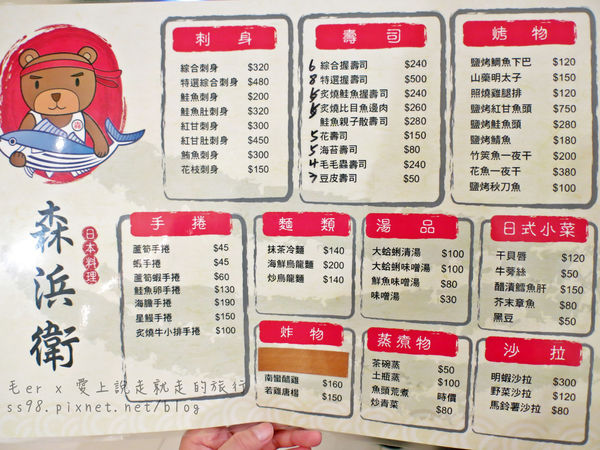 刺 身
綜合刺身 $320
特選綜合刺身 $480
鮭魚刺身 $200
鮭魚肚刺身 $320
紅甘刺身 $300
紅甘肚刺身 $450
鮪魚刺身 $300
花枝刺身 $150
壽 司
6 綜合握壽司 $240
8 特選握壽司 $500
炙燒鮭魚握壽司 $240
炙燒比目魚邊肉 $260
鮭魚親子散壽司 $280
5 花壽司 $150
5 海苔壽司 $80
4 毛毛蟲壽司 $240
3 豆皮壽司 $50
烤 物
鹽烤鯛魚下巴 $120
山藥明太子 $150
照燒雞腿排 $120
鹽烤紅甘魚頭 $750
鹽烤鮭魚頭 $280
鹽烤鯖魚 $180
竹筴魚一夜干 $200
花魚一夜干 $380
鹽烤秋刀魚 $100
森浜衛
日本料理
手 捲
蘆筍手捲 $45
蝦手捲 $45
蘆筍蝦手捲 $60
鮭魚卵手捲 $130
海膽手捲 $190
星鰻手捲 $150
炙燒牛小排手捲 $100
麵 類
抹茶冷麵 $140
海鮮烏龍麵 $200
炒烏龍麵 $140
湯 品
大蛤蜊清湯 $100
大蛤蜊味噌湯 $100
鮮魚味噌湯 $80
味噌湯 $30
日式小菜
干貝唇 $120
牛蒡絲 $50
醋漬鱈魚肝 $150
芥末章魚 $80
黑豆 $50
炸 物
南蠻醋雞 $160
若雞唐揚 $150
蒸煮物
茶碗蒸 $50
土瓶蒸 $100
魚頭荒煮 時價
炒青菜 $80
沙 拉
明蝦沙拉 $300
野菜沙拉 $120
馬鈴薯沙拉 $80
毛er x 愛上說走就走的旅行
ss98.pixnet.net/blog